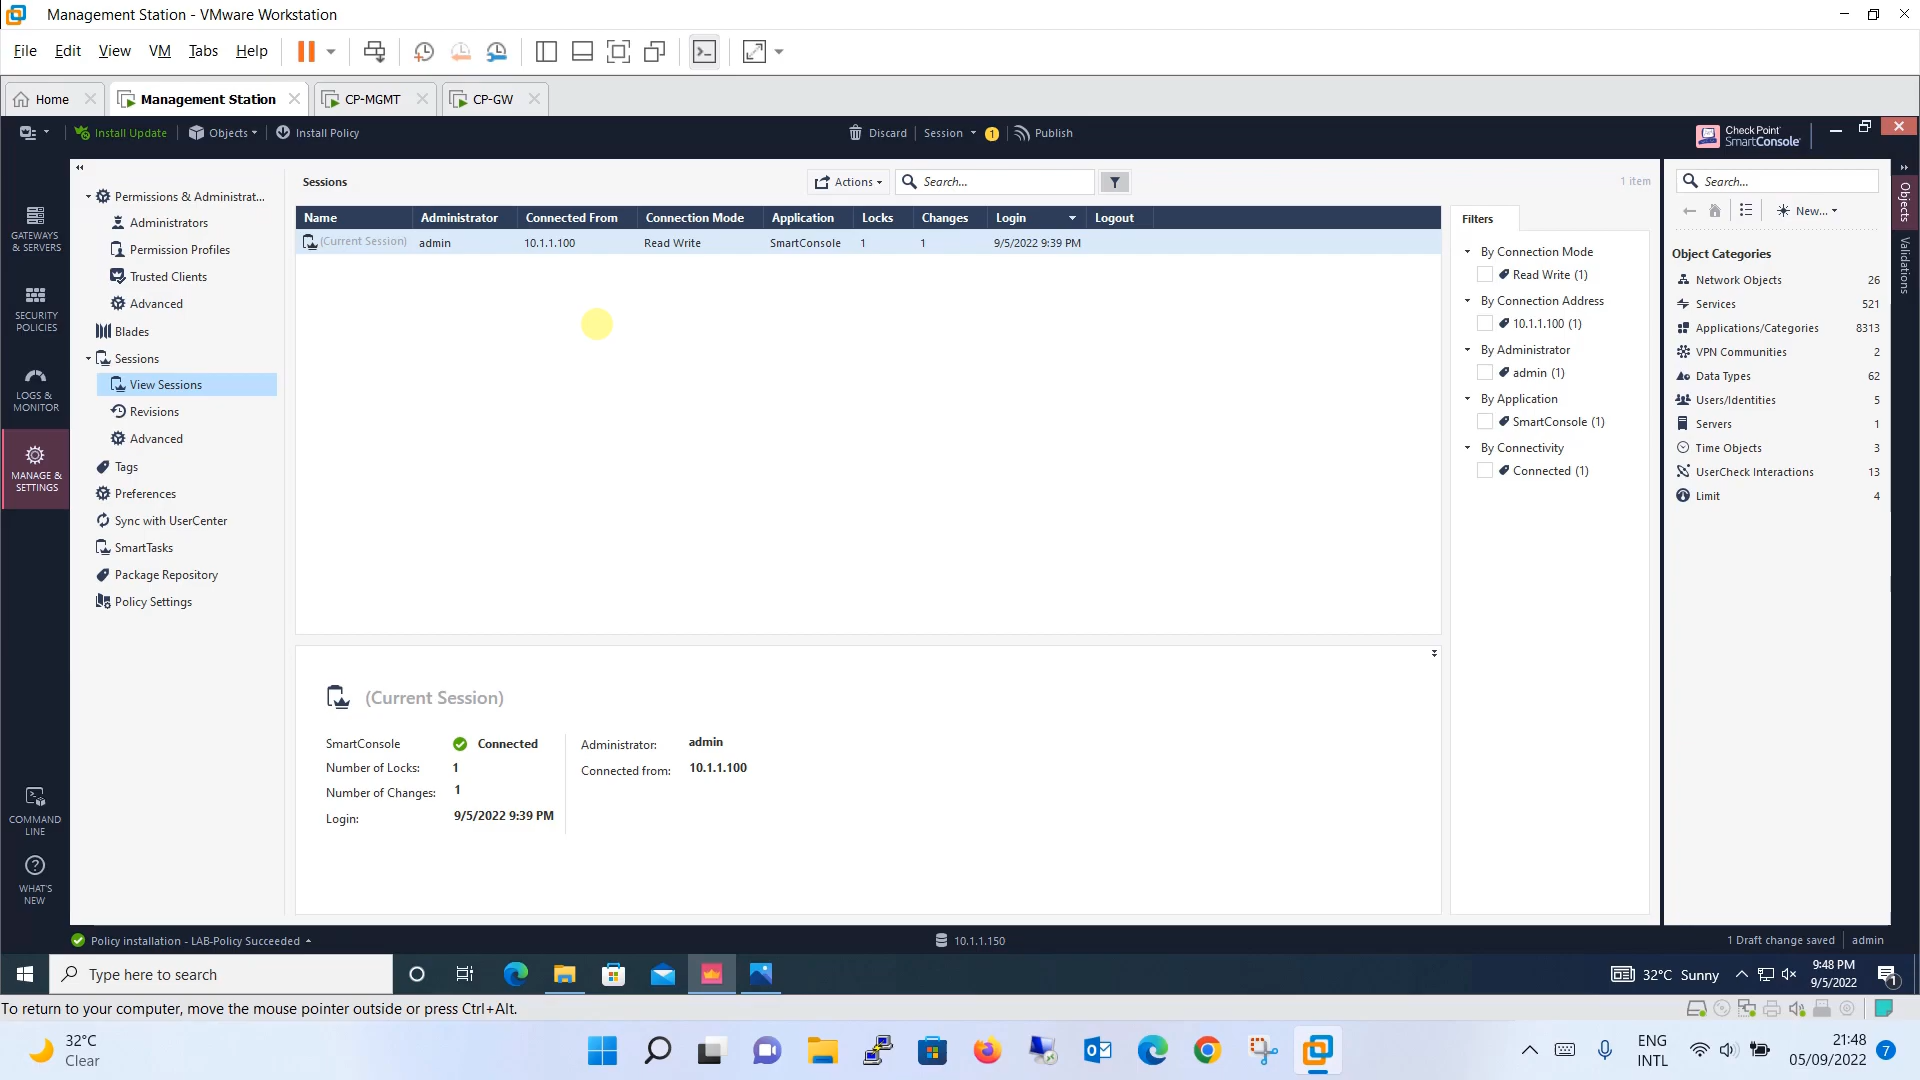 Management Station - VMware Workstation
File Edit View VM Tabs Help
Home Management Station CP-MGMT CP-GW
Install Update Objects Install Policy Discard Session 1 Publish Check Point SmartConsole
GATEWAYS & SERVERS
SECURITY POLICIES
LOGS & MONITOR
MANAGE & SETTINGS
COMMAND LINE
WHAT'S NEW
Permissions & Administrat...
Administrators
Permission Profiles
Trusted Clients
Advanced
Blades
Sessions
View Sessions
Revisions
Advanced
Tags
Preferences
Sync with UserCenter
SmartTasks
Package Repository
Policy Settings
Sessions Actions Search... 1 item
Name Administrator Connected From Connection Mode Application Locks Changes Login Logout
(Current Session) admin 10.1.1.100 Read Write SmartConsole 1 1 9/5/2022 9:39 PM
(Current Session)
SmartConsole Connected Administrator: admin
Number of Locks: 1 Connected from: 10.1.1.100
Number of Changes: 1
Login: 9/5/2022 9:39 PM
Filters
By Connection Mode
Read Write (1)
By Connection Address
10.1.1.100 (1)
By Administrator
admin (1)
By Application
SmartConsole (1)
By Connectivity
Connected (1)
Search...
New...
Object Categories
Network Objects 26
Services 521
Applications/Categories 8313
VPN Communities 2
Data Types 62
Users/Identities 5
Servers 1
Time Objects 3
UserCheck Interactions 13
Limit 4
Objects
Validations
Policy installation - LAB-Policy Succeeded 10.1.1.150 1 Draft change saved admin
Type here to search 32°C Sunny 9:48 PM
9/5/2022 1
To return to your computer, move the mouse pointer outside or press Ctrl+Alt.
32°C
Clear
ENG
INTL
21:48
05/09/2022 7